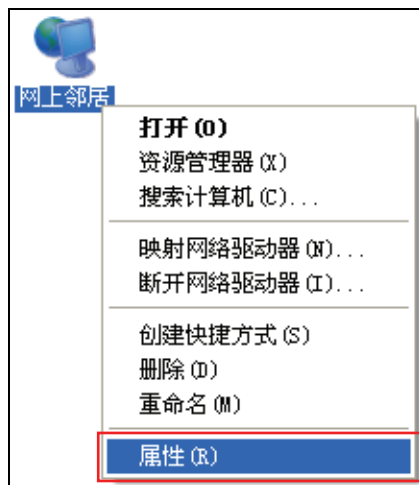 网上邻居
打开(O)
资源管理器(X)
搜索计算机(C)...
映射网络驱动器(N)...
断开网络驱动器(I)...
创建快捷方式(S)
删除(D)
重命名(M)
属性(R)